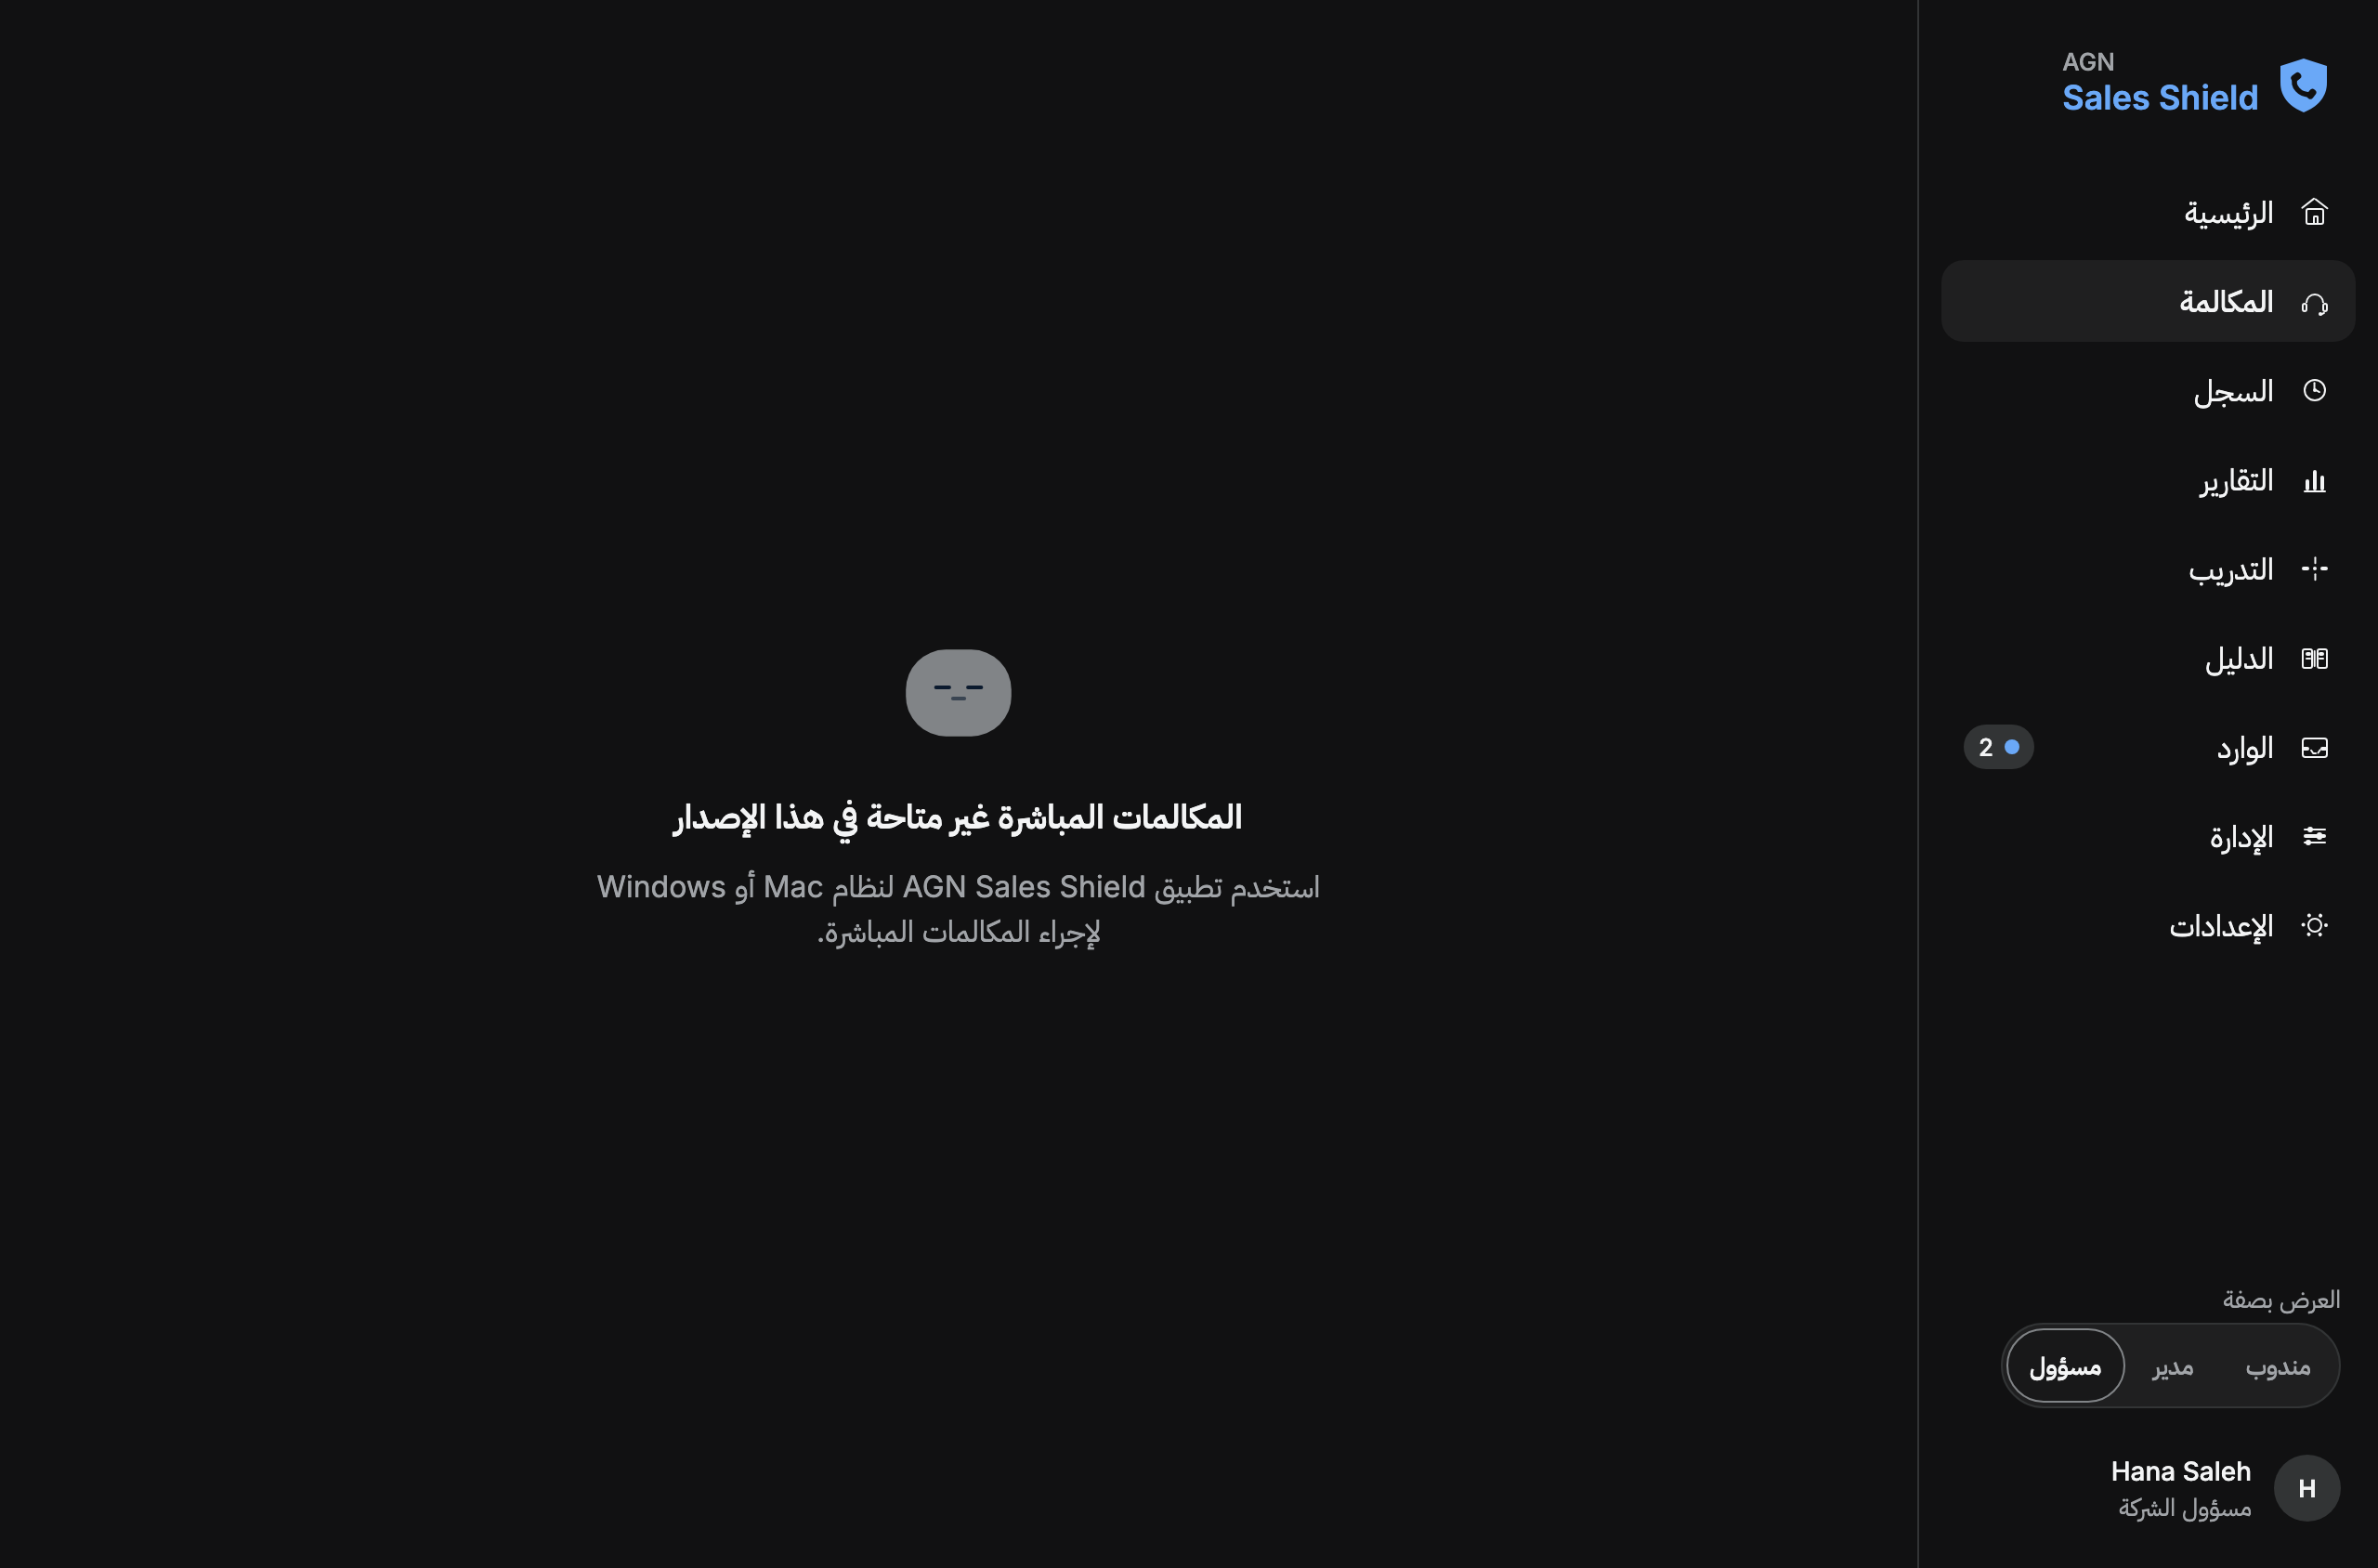 AGN
Sales Shield
الرئيسية
المكالمة
السجل
التقارير
التدريب
الدليل
الوارد
2
الإدارة
الإعدادات
المكالمات المباشرة غير متاحة في هذا الإصدار
استخدم تطبيق AGN Sales Shield لنظام Mac أو Windows
لإجراء المكالمات المباشرة.
العرض بصفة
مندوب
مدير
مسؤول
H
Hana Saleh
مسؤول الشركة